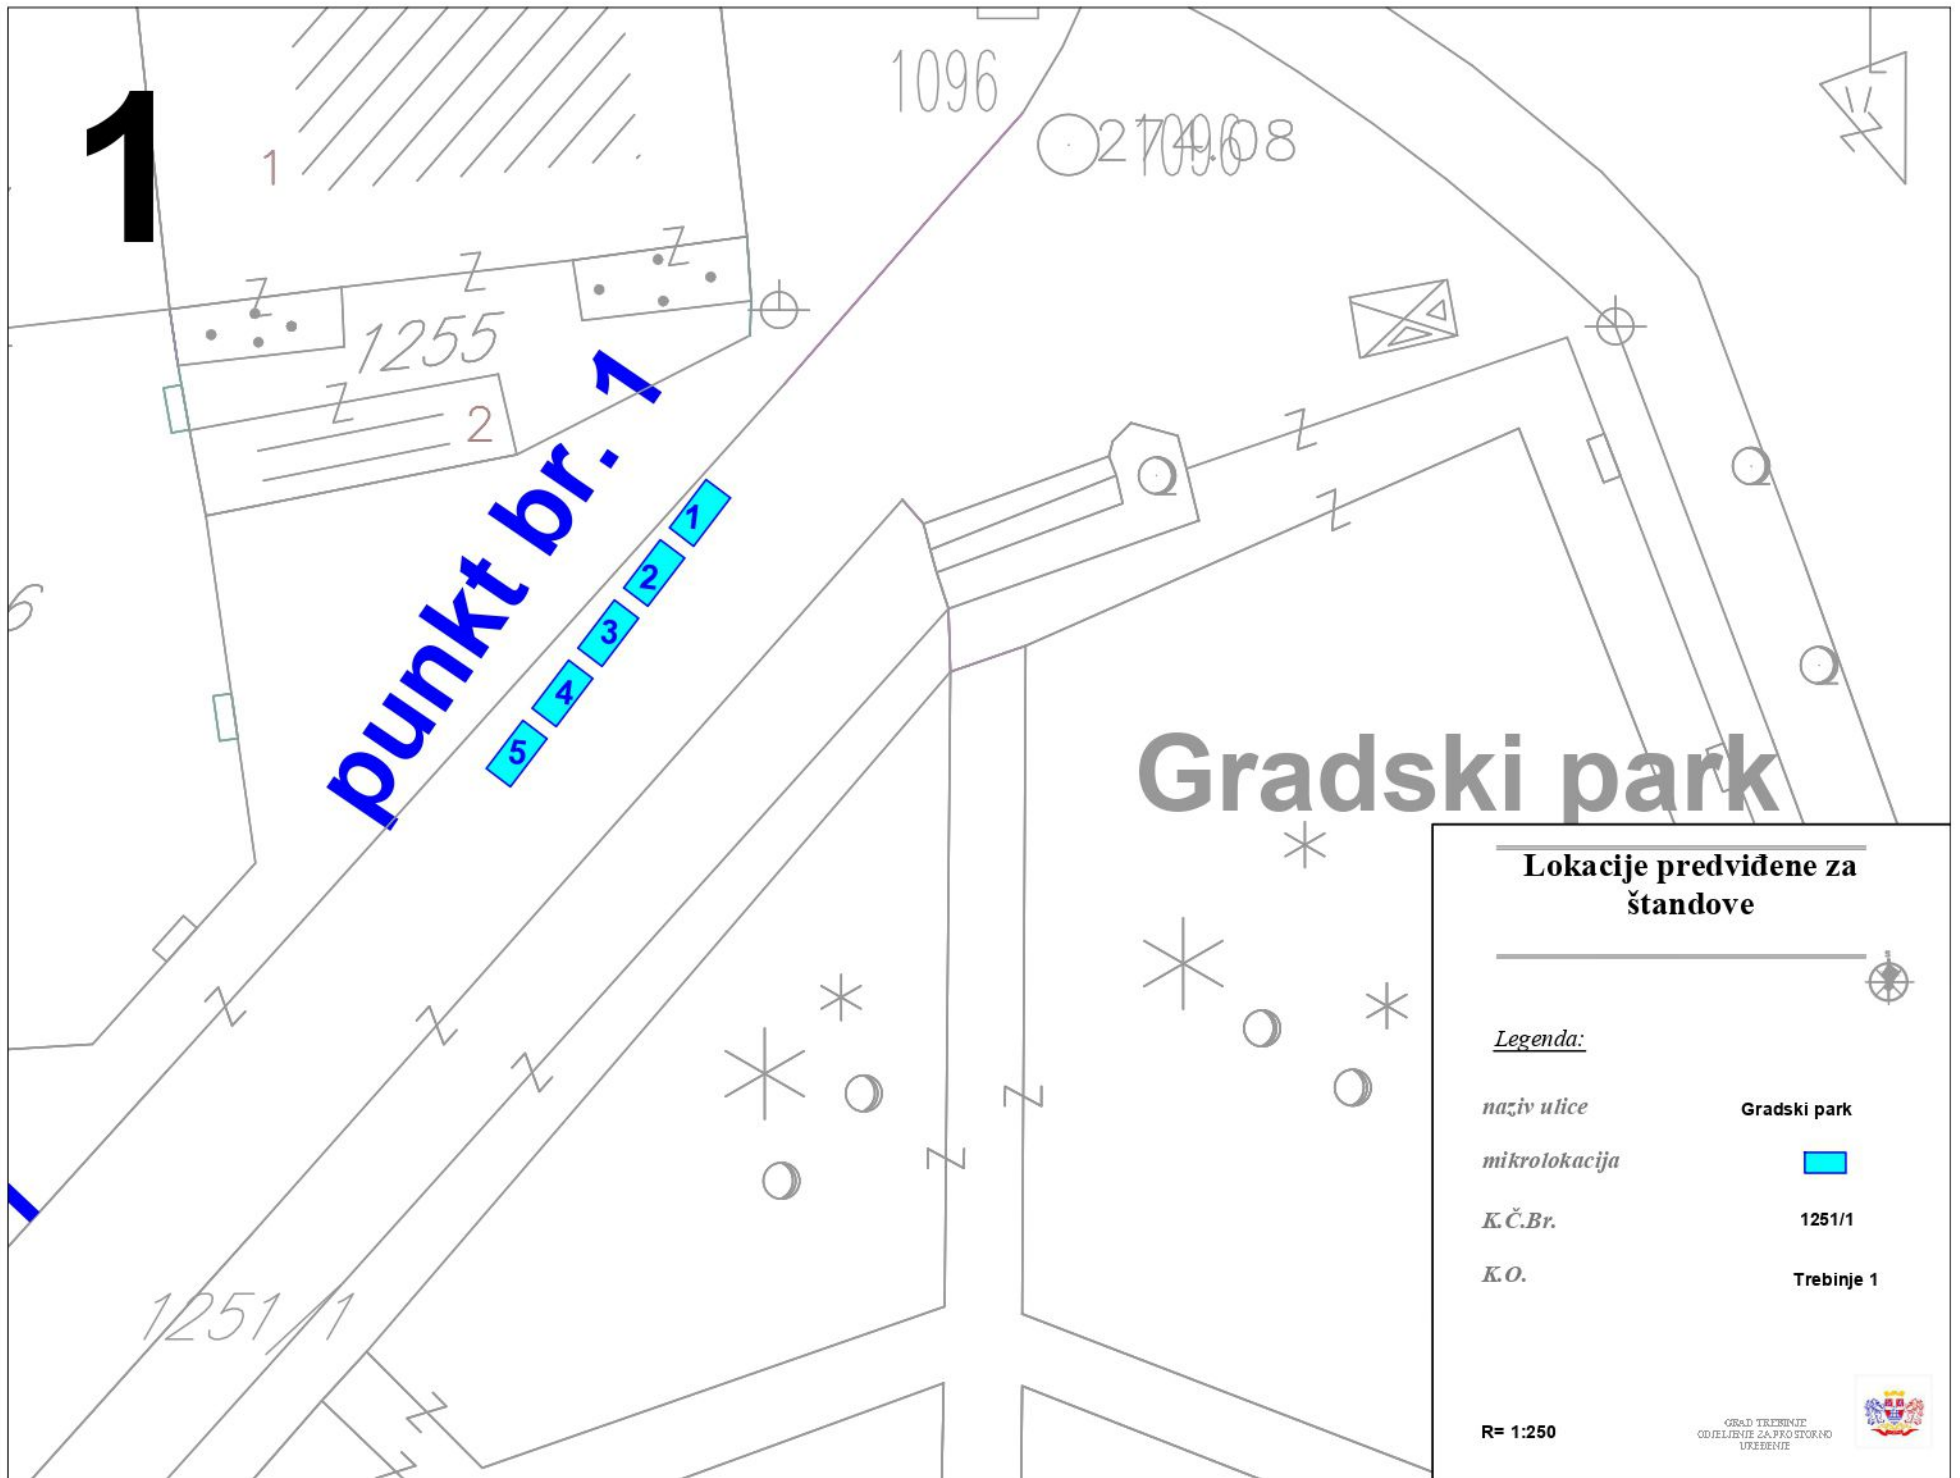 1
1096
1
1255
2
punkt br. 1
1
2
3
4
5
Gradski park
1251/1
Lokacije predviđene za
štandove
Legenda:
naziv ulice Gradski park
mikrolokacija
K.Č.Br. 1251/1
K.O. Trebinje 1
R= 1:250
GRAD TREBINJE
ODJELJENJE ZA PROSTORNO
UREĐENJE